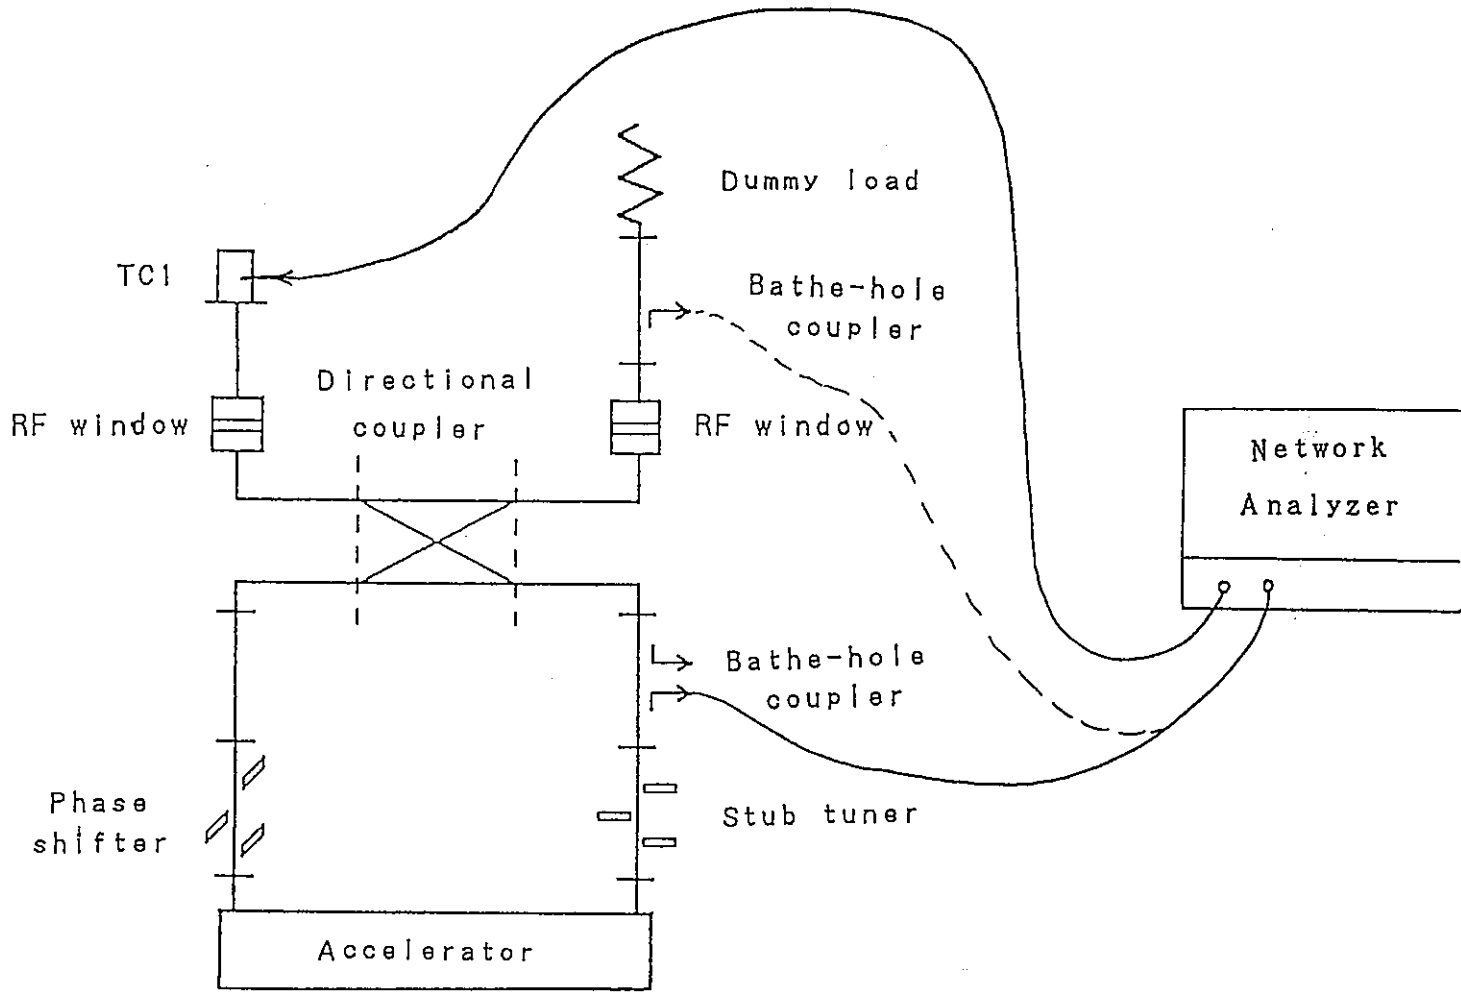 Dummy load
TC1
Bathe-hole
coupler
Directional
coupler
RF window
RF window
Network
Analyzer
Bathe-hole
coupler
Phase
shifter
Stub tuner
Accelerator